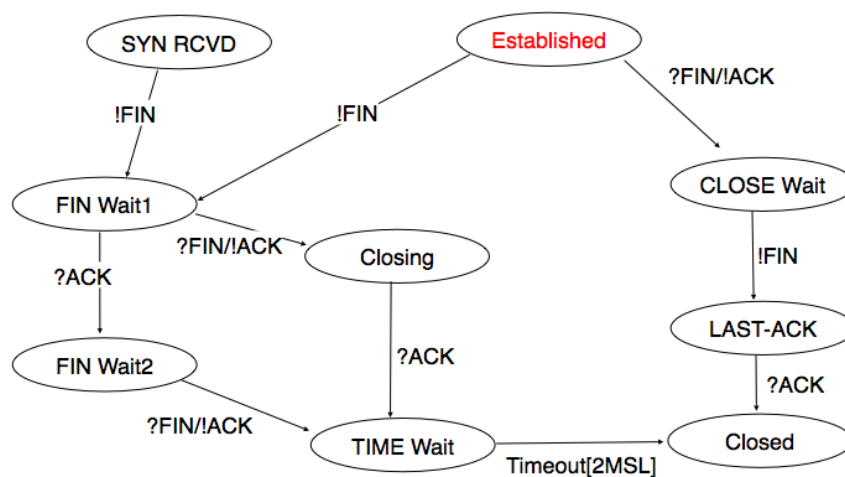 SYN RCVD
Established
?FIN/!ACK
!FIN
!FIN
CLOSE Wait
FIN Wait1
?FIN/!ACK
Closing
!FIN
?ACK
LAST-ACK
FIN Wait2
?ACK
?ACK
?FIN/!ACK
TIME Wait
Closed
Timeout[2MSL]